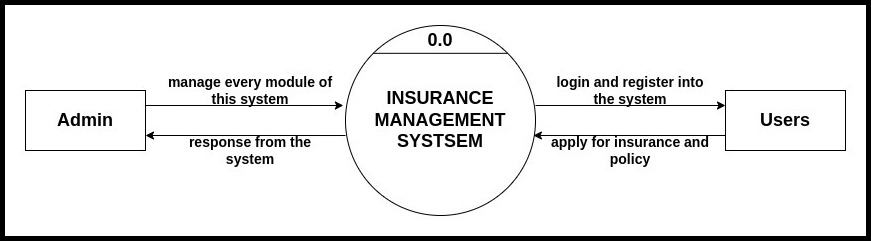 0.0
manage every module of
this system
login and register into
the system
Admin
INSURANCE
MANAGEMENT
SYSTSEM
Users
response from the
system
apply for insurance and
policy